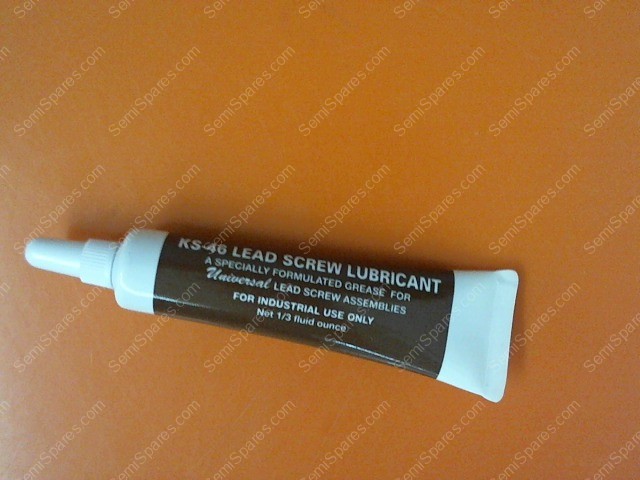 KS-46 LEAD SCREW LUBRICANT
A SPECIALLY FORMULATED GREASE FOR
Universal LEAD SCREW ASSEMBLIES
FOR INDUSTRIAL USE ONLY
Net 1/3 fluid ounce
SemiSpares.com